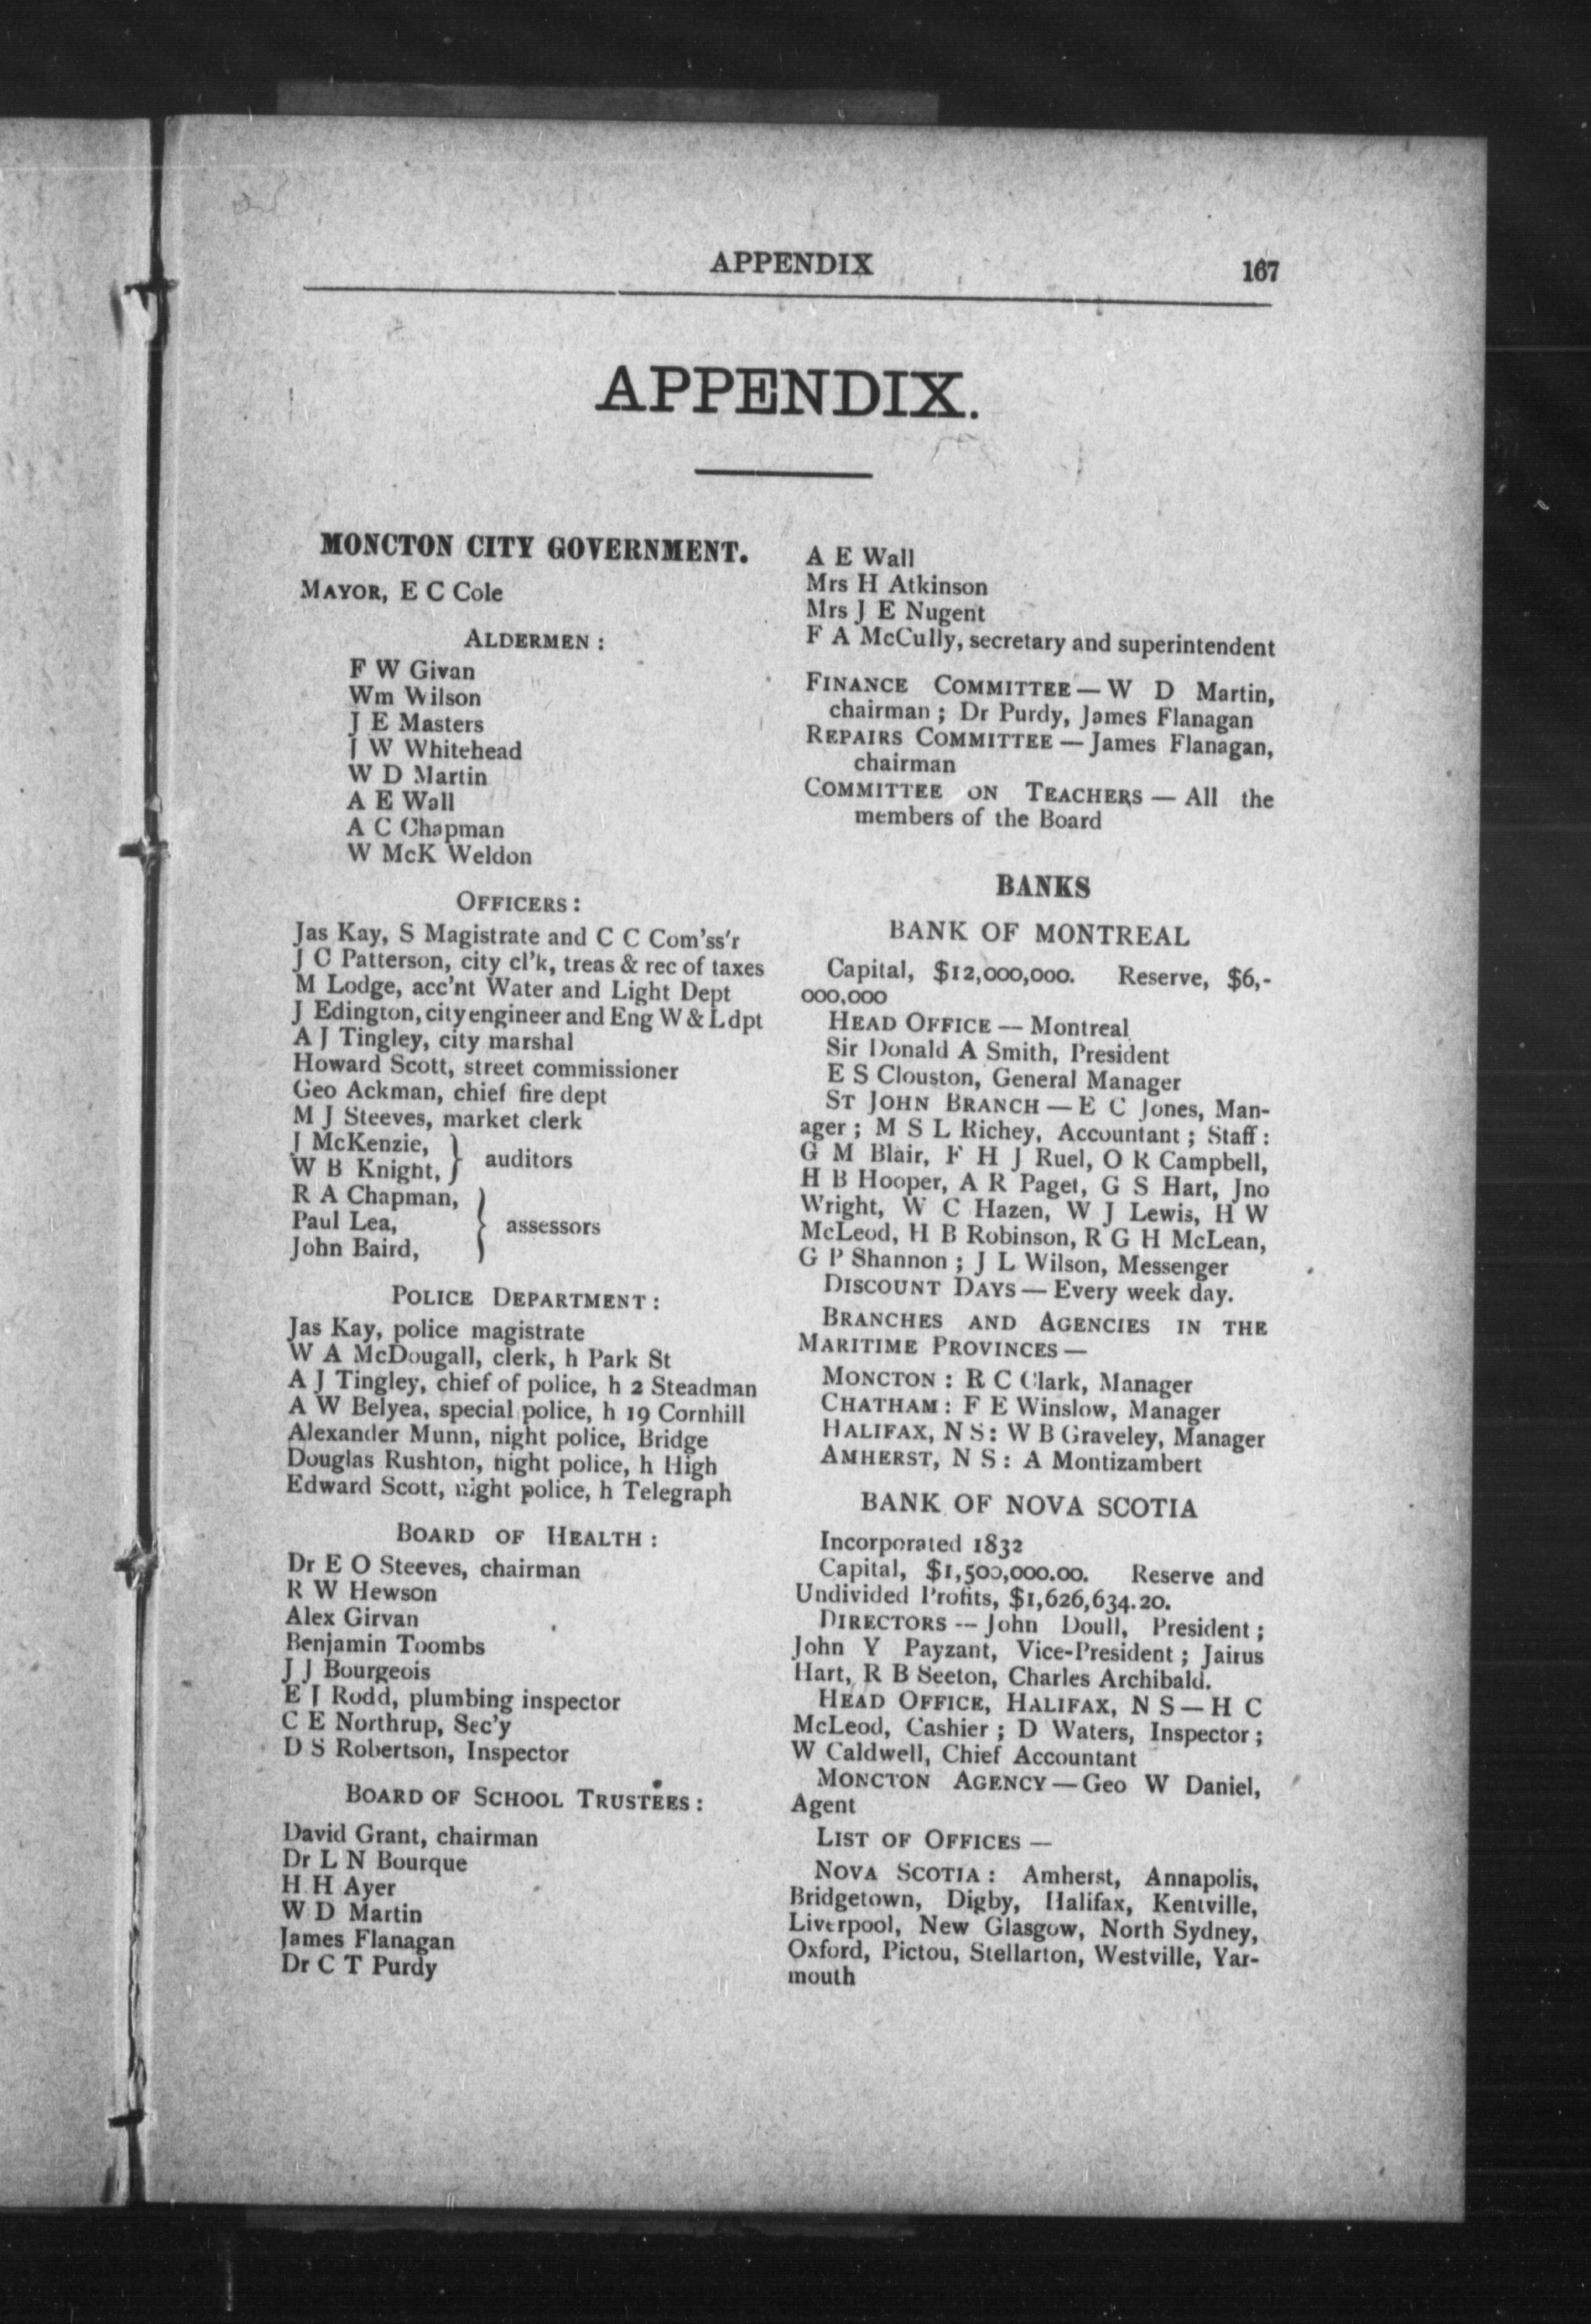 APPENDIX 167
APPENDIX.
MONCTON CITY GOVERNMENT.
MAYOR, E C Cole
ALDERMEN :
F W Givan
Wm Wilson
J E Masters
J W Whitehead
W D Martin
A E Wall
A C Chapman
W McK Weldon
OFFICERS :
Jas Kay, S Magistrate and C C Com'ss'r
J C Patterson, city cl'k, treas & rec of taxes
M Lodge, acc'nt Water and Light Dept
J Edington, city engineer and Eng W & L dpt
A J Tingley, city marshal
Howard Scott, street commissioner
Geo Ackman, chief fire dept
M J Steeves, market clerk
J McKenzie,
W B Knight, } auditors
R A Chapman,
Paul Lea, } assessors
John Baird,
POLICE DEPARTMENT :
Jas Kay, police magistrate
W A McDougall, clerk, h Park St
A J Tingley, chief of police, h 2 Steadman
A W Belyea, special police, h 19 Cornhill
Alexander Munn, night police, Bridge
Douglas Rushton, night police, h High
Edward Scott, night police, h Telegraph
BOARD OF HEALTH :
Dr E O Steeves, chairman
R W Hewson
Alex Girvan
Benjamin Toombs
J J Bourgeois
E J Rodd, plumbing inspector
C E Northrup, Sec'y
D S Robertson, Inspector
BOARD OF SCHOOL TRUSTEES :
David Grant, chairman
Dr L N Bourque
H H Ayer
W D Martin
James Flanagan
Dr C T Purdy
A E Wall
Mrs H Atkinson
Mrs J E Nugent
F A McCully, secretary and superintendent
FINANCE COMMITTEE — W D Martin,
chairman ; Dr Purdy, James Flanagan
REPAIRS COMMITTEE — James Flanagan,
chairman
COMMITTEE ON TEACHERS — All the
members of the Board
BANKS
BANK OF MONTREAL
Capital, $12,000,000. Reserve, $6,-
000,000
HEAD OFFICE — Montreal
Sir Donald A Smith, President
E S Clouston, General Manager
ST JOHN BRANCH — E C Jones, Man-
ager ; M S L Richey, Accountant ; Staff :
G M Blair, F H J Ruel, O R Campbell,
H B Hooper, A R Paget, G S Hart, Jno
Wright, W C Hazen, W J Lewis, H W
McLeod, H B Robinson, R G H McLean,
G P Shannon ; J L Wilson, Messenger
DISCOUNT DAYS — Every week day.
BRANCHES AND AGENCIES IN THE
MARITIME PROVINCES —
MONCTON : R C Clark, Manager
CHATHAM : F E Winslow, Manager
HALIFAX, N S : W B Graveley, Manager
AMHERST, N S : A Montizambert
BANK OF NOVA SCOTIA
Incorporated 1832
Capital, $1,500,000.00. Reserve and
Undivided Profits, $1,626,634.20.
DIRECTORS — John Doull, President ;
John Y Payzant, Vice-President ; Jairus
Hart, R B Seeton, Charles Archibald.
HEAD OFFICE, HALIFAX, N S — H C
McLeod, Cashier ; D Waters, Inspector ;
W Caldwell, Chief Accountant
MONCTON AGENCY — Geo W Daniel,
Agent
LIST OF OFFICES —
NOVA SCOTIA : Amherst, Annapolis,
Bridgetown, Digby, Halifax, Kentville,
Liverpool, New Glasgow, North Sydney,
Oxford, Pictou, Stellarton, Westville, Yar-
mouth